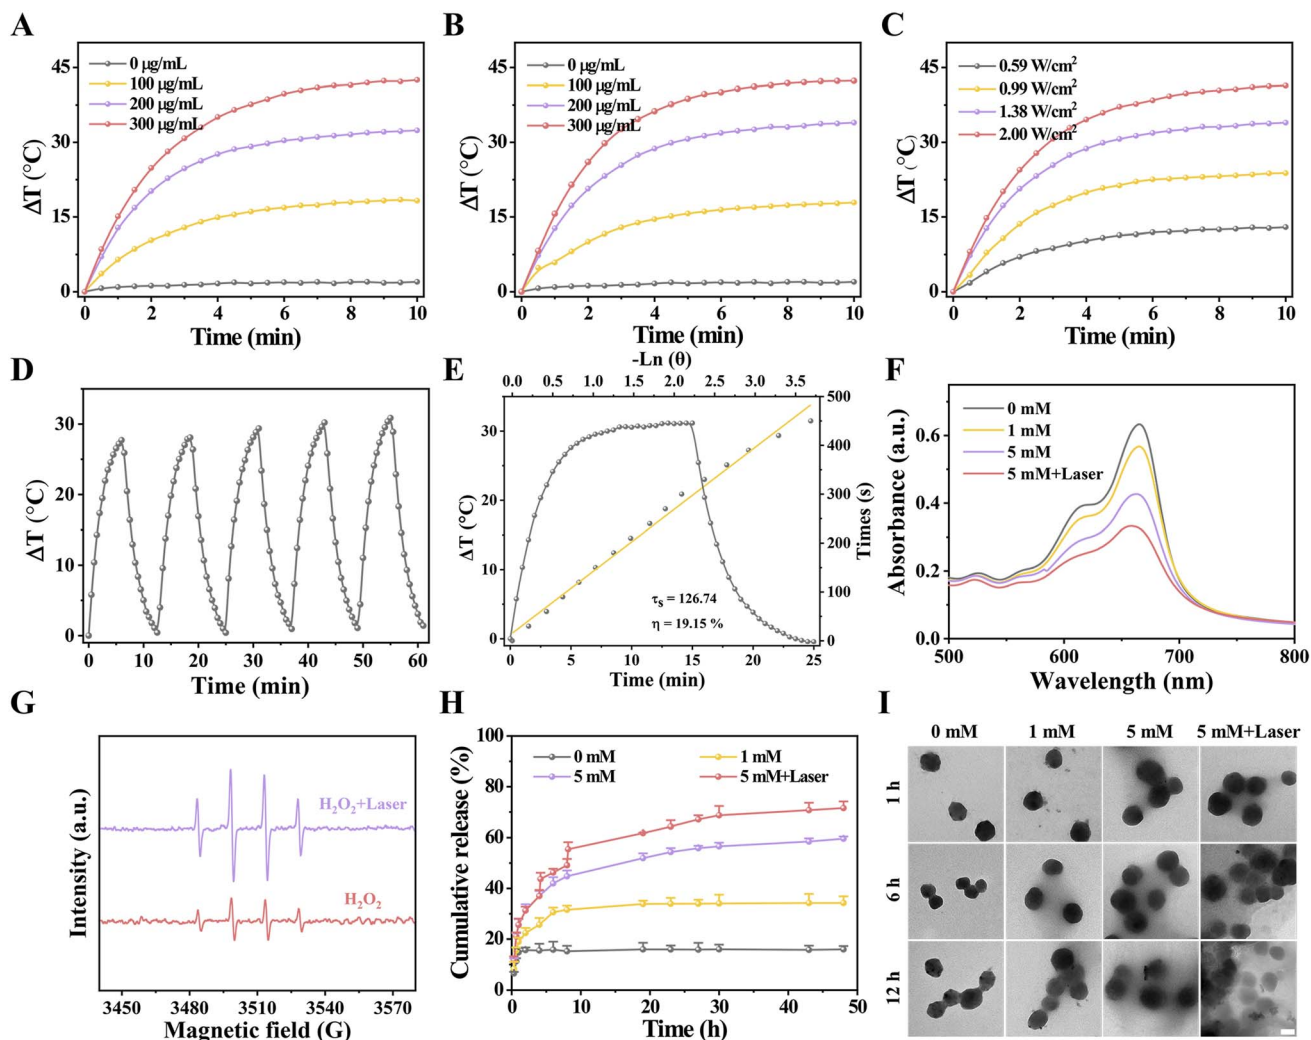 A
0 μg/mL
100 μg/mL
200 μg/mL
300 μg/mL
45
30
15
0
ΔT (°C)
0 2 4 6 8 10
Time (min)
B
0 μg/mL
100 μg/mL
200 μg/mL
300 μg/mL
45
30
15
0
ΔT (°C)
0 2 4 6 8 10
Time (min)
C
0.59 W/cm²
0.99 W/cm²
1.38 W/cm²
2.00 W/cm²
45
30
15
0
ΔT (°C)
0 2 4 6 8 10
Time (min)
D
30
20
10
0
ΔT (°C)
0 10 20 30 40 50 60
Time (min)
E
-Ln (θ)
0.0 0.6 1.2 1.8 2.4 3.0 3.6
30
20
10
0
ΔT (°C)
500
400
300
200
100
0
Times (s)
τs = 126.74
η = 19.15 %
0 5 10 15 20 25
Time (min)
F
0 mM
1 mM
5 mM
5 mM+Laser
0.6
0.4
0.2
0.0
Absorbance (a.u.)
500 600 700 800
Wavelength (nm)
G
H₂O₂+Laser
H₂O₂
Intensity (a.u.)
3450 3480 3510 3540 3570
Magnetic field (G)
H
0 mM 1 mM
5 mM 5 mM+Laser
100
80
60
40
20
0
Cumulative release (%)
0 10 20 30 40 50
Time (h)
I
0 mM 1 mM 5 mM 5 mM+Laser
1 h
6 h
12 h